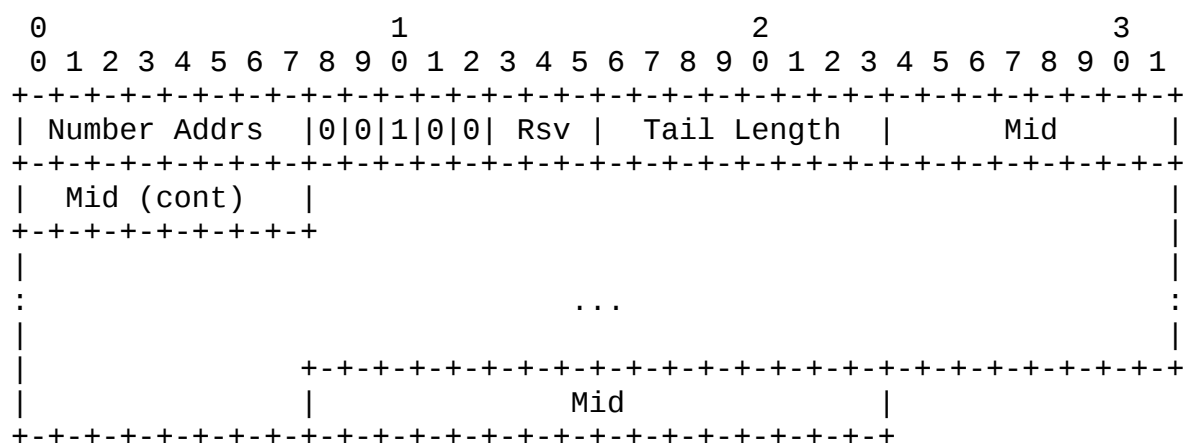 0                   1                   2                   3
 0 1 2 3 4 5 6 7 8 9 0 1 2 3 4 5 6 7 8 9 0 1 2 3 4 5 6 7 8 9 0 1
+-+-+-+-+-+-+-+-+-+-+-+-+-+-+-+-+-+-+-+-+-+-+-+-+-+-+-+-+-+-+-+-+
| Number Addrs  |0|0|1|0|0| Rsv |  Tail Length  |      Mid      |
+-+-+-+-+-+-+-+-+-+-+-+-+-+-+-+-+-+-+-+-+-+-+-+-+-+-+-+-+-+-+-+-+
|  Mid (cont)   |                                               |
+-+-+-+-+-+-+-+-+                                               |
|                                                               |
:                              ...                              :
|                                                               |
|               +-+-+-+-+-+-+-+-+-+-+-+-+-+-+-+-+-+-+-+-+-+-+-+-+
|               |              Mid              |
+-+-+-+-+-+-+-+-+-+-+-+-+-+-+-+-+-+-+-+-+-+-+-+-+